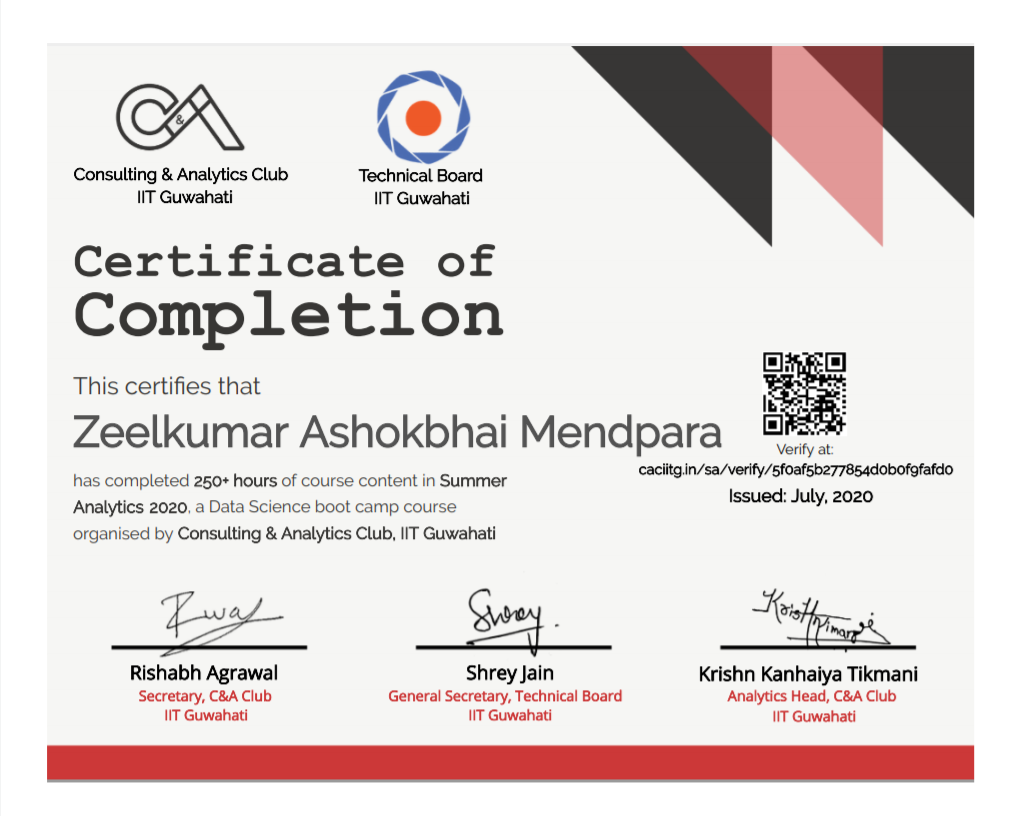 C&A
Consulting & Analytics Club
IIT Guwahati
Technical Board
IIT Guwahati
Certificate of
Completion
This certifies that
Zeelkumar Ashokbhai Mendpara
has completed 250+ hours of course content in Summer
Analytics 2020, a Data Science boot camp course
organised by Consulting & Analytics Club, IIT Guwahati
Verify at:
caciitg.in/sa/verify/5f0af5b277854d0b0f9fafd0
Issued: July, 2020
Shrey.
Rishabh Agrawal
Secretary, C&A Club
IIT Guwahati
Shrey Jain
General Secretary, Technical Board
IIT Guwahati
Krishn Kanhaiya Tikmani
Analytics Head, C&A Club
IIT Guwahati